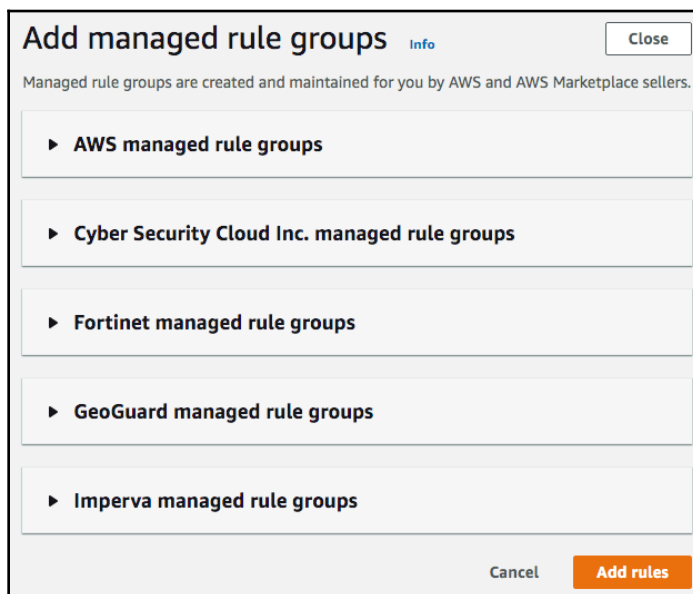 Add managed rule groups Info Close
Managed rule groups are created and maintained for you by AWS and AWS Marketplace sellers.
AWS managed rule groups
Cyber Security Cloud Inc. managed rule groups
Fortinet managed rule groups
GeoGuard managed rule groups
Imperva managed rule groups
Cancel Add rules